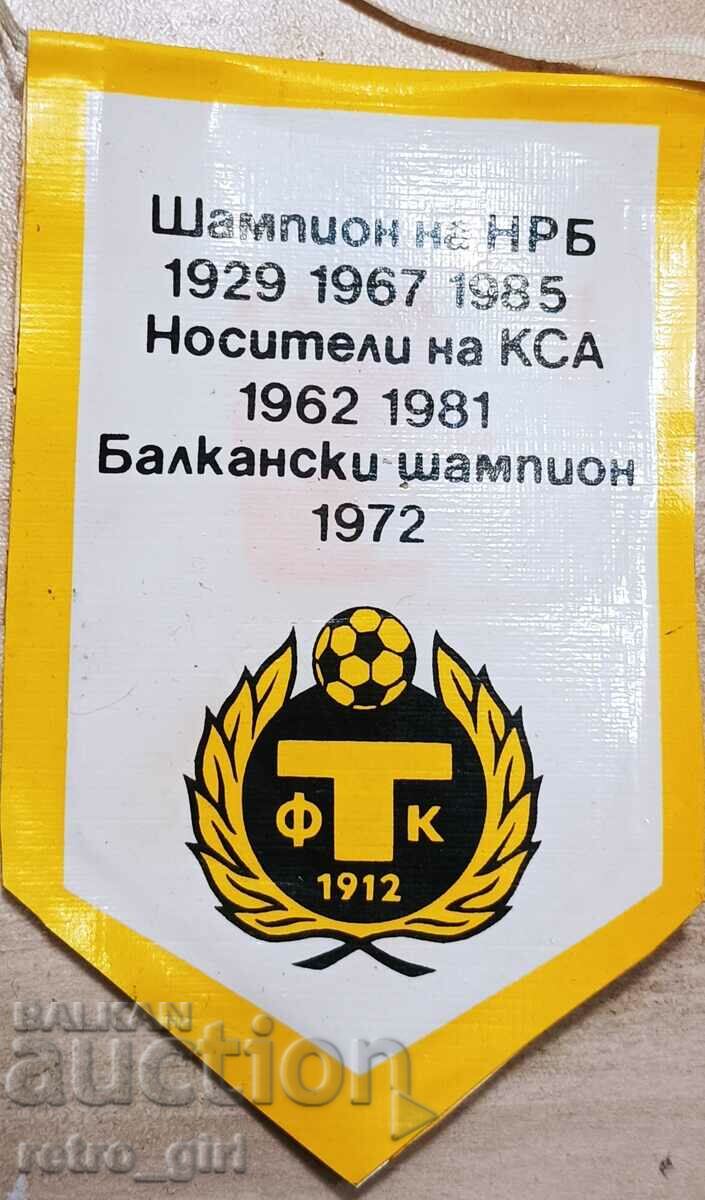 Шампион на НРБ
1929 1967 1985
Носители на КСА
1962 1981
Балкански шампион
1972
Ф Т К
1912
BALKAN
auction
retro_girl